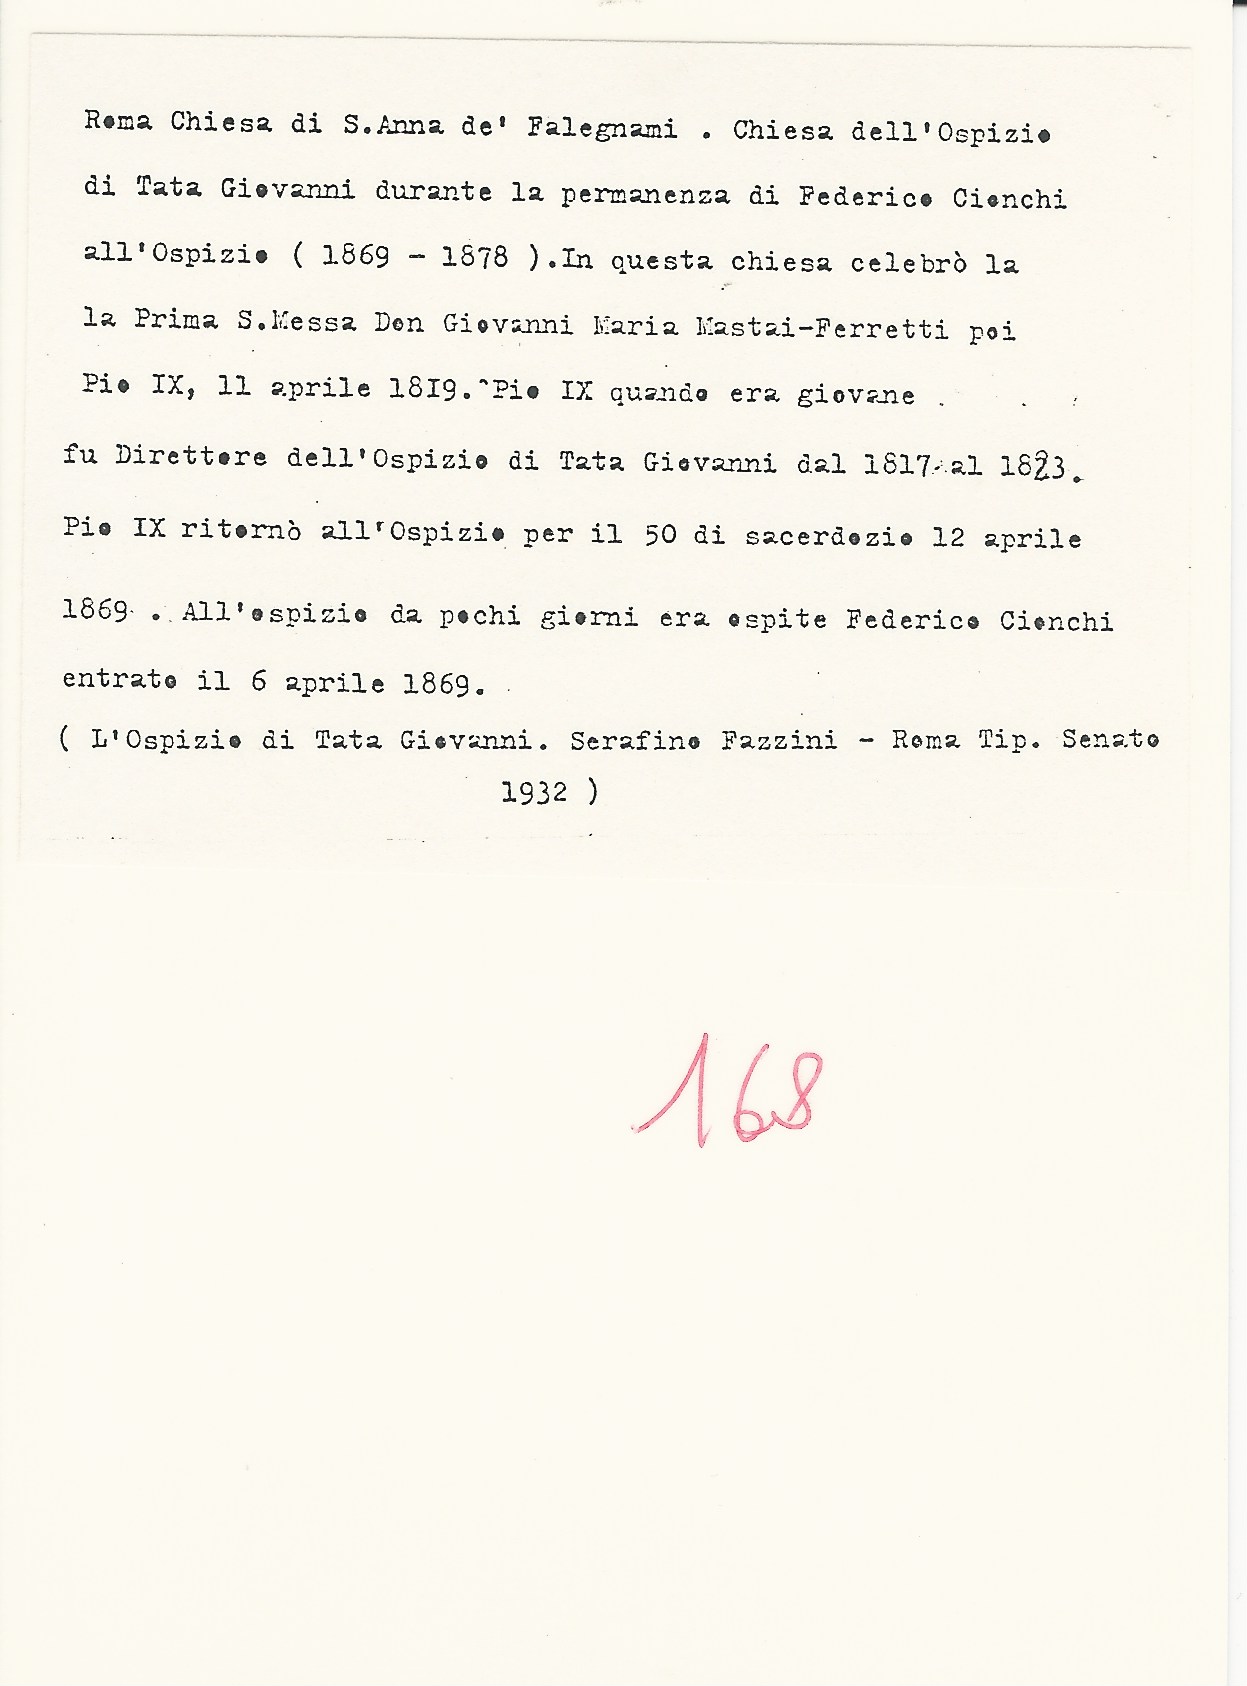 Roma Chiesa di S.Anna de' Falegnami . Chiesa dell'Ospizio
di Tata Giovanni durante la permanenza di Federico Cionchi
all'Ospizio ( 1869 - 1878 ).In questa chiesa celebrò la
la Prima S.Messa Don Giovanni Maria Mastai-Ferretti poi
Pio IX, 11 aprile 1819. Pio IX quando era giovane .
fu Direttore dell'Ospizio di Tata Giovanni dal 1817 al 1823.
Pio IX ritornò all'Ospizio per il 50 di sacerdozio 12 aprile
1869 . All'ospizio da pochi giorni era ospite Federico Cionchi
entrato il 6 aprile 1869.
( L'Ospizio di Tata Giovanni. Serafino Fazzini - Roma Tip. Senato
1932 )
168